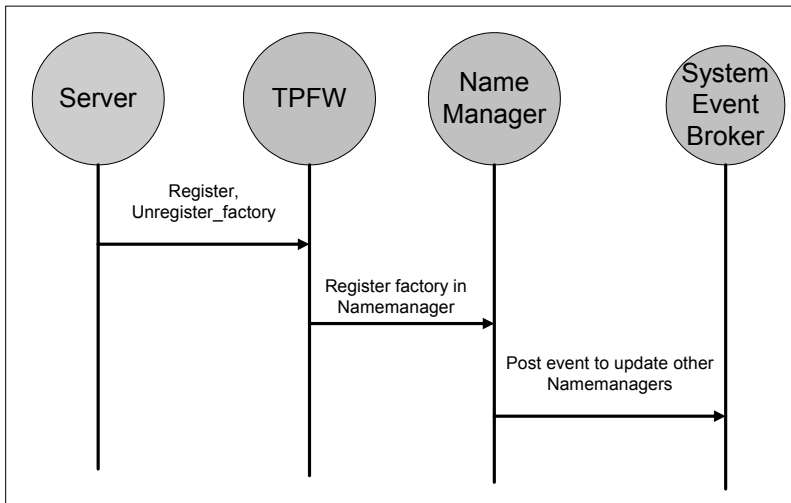 Server
TPFW
Name
Manager
System
Event
Broker
Register,
Unregister_factory
Register factory in
Namemanager
Post event to update other
Namemanagers